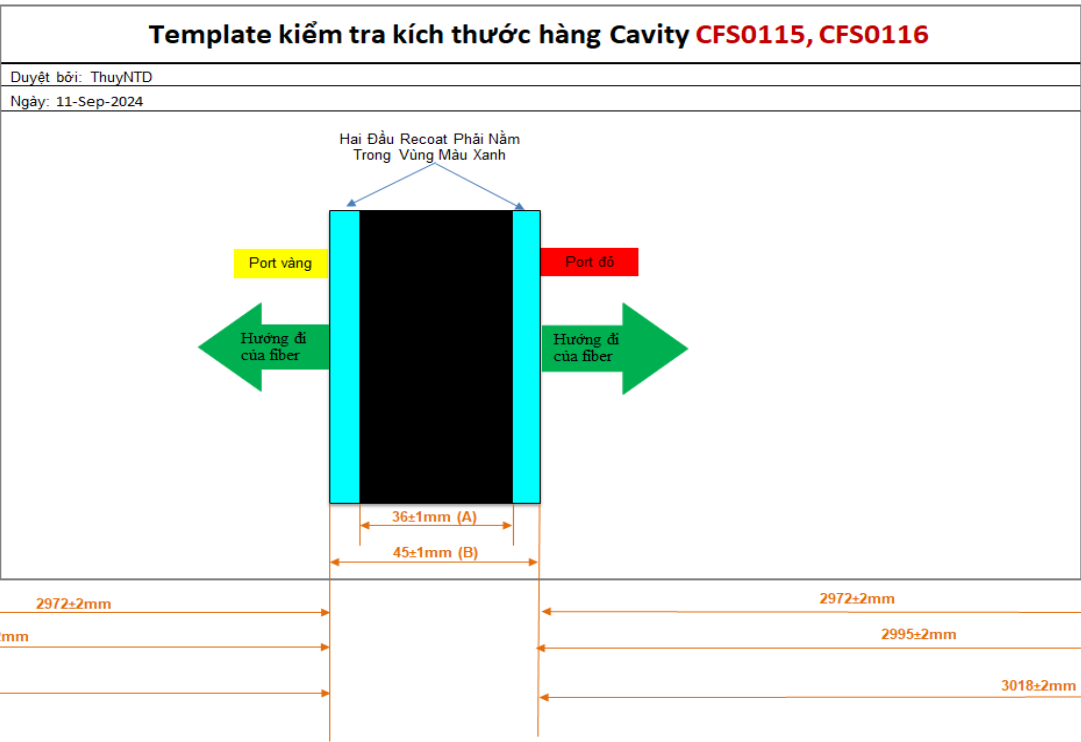 Template kiểm tra kích thước hàng Cavity CFS0115, CFS0116
Duyệt bởi: ThuyNTD
Ngày: 11-Sep-2024
Hai Đầu Recoat Phải Nằm
Trong Vùng Màu Xanh
Port vàng
Port đỏ
Hướng đi
của fiber
Hướng đi
của fiber
36±1mm (A)
45±1mm (B)
2972±2mm
2972±2mm
mm
2995±2mm
3018±2mm